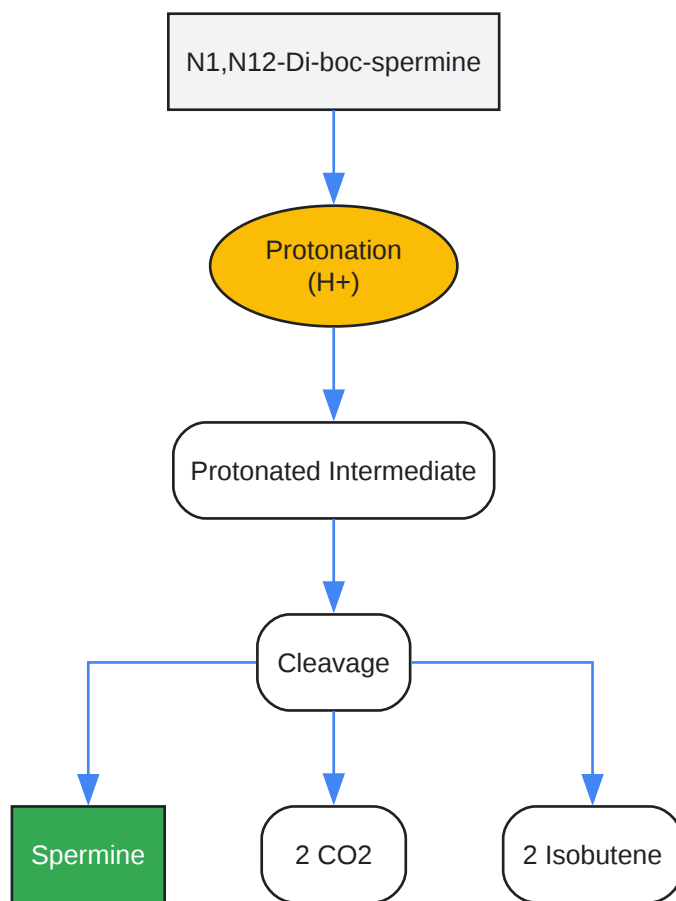 N1,N12-Di-boc-spermine
Protonation
(H+)
Protonated Intermediate
Cleavage
Spermine
2 CO2
2 Isobutene